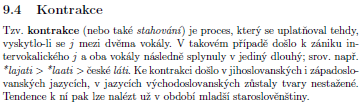 9.4 Kontrakce
Tzv. kontrakce (nebo také stahování) je proces, který se uplatňoval tehdy,
vyskytlo-li se j mezi dvěma vokály. V takovém případě došlo k zániku in-
tervokalického j a oba vokály následně splynuly v jediný dlouhý; srov. např.
*lajati > *laati > české láti. Ke kontrakci došlo v jihoslovanských i západoslo-
vanských jazycích, v jazycích východoslovanských zůstaly tvary nestažené.
Tendence k ní pak lze nalézt už v období mladší staroslověnštiny.